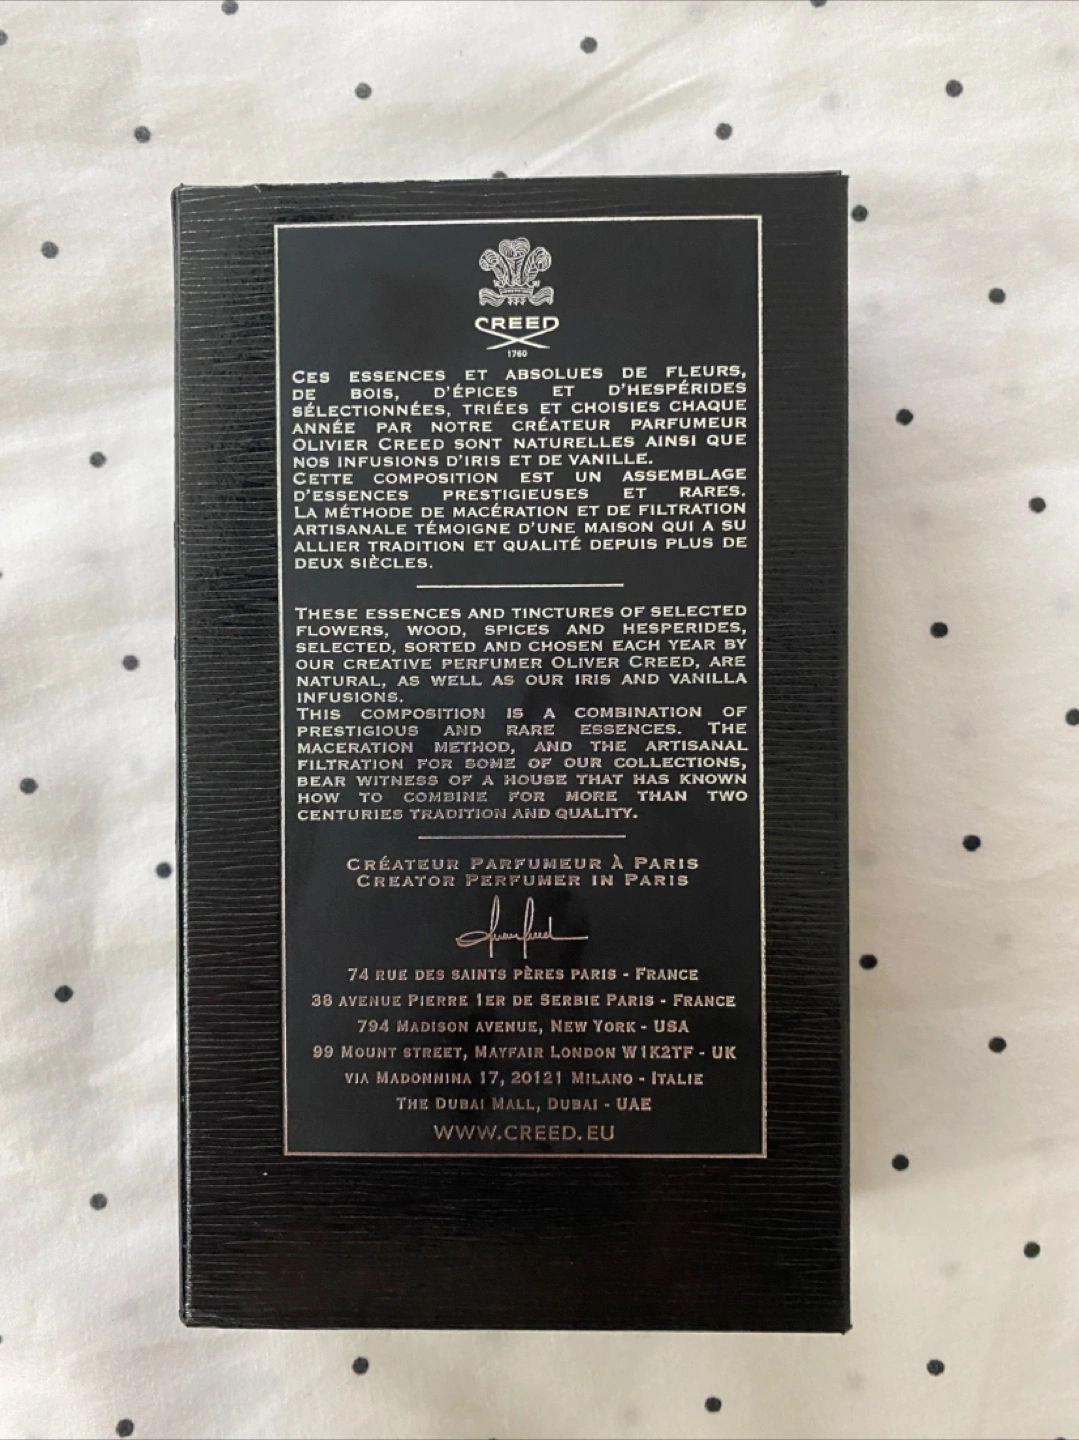 CREED
1760
CES ESSENCES ET ABSOLUES DE FLEURS,
DE BOIS, D'ÉPICES ET D'HESPÉRIDES
SÉLECTIONNÉES, TRIÉES ET CHOISIES CHAQUE
ANNÉE PAR NOTRE CRÉATEUR PARFUMEUR
OLIVIER CREED SONT NATURELLES AINSI QUE
NOS INFUSIONS D'IRIS ET DE VANILLE.
CETTE COMPOSITION EST UN ASSEMBLAGE
D'ESSENCES PRESTIGIEUSES ET RARES.
LA MÉTHODE DE MACÉRATION ET DE FILTRATION
ARTISANALE TÉMOIGNE D'UNE MAISON QUI A SU
ALLIER TRADITION ET QUALITÉ DEPUIS PLUS DE
DEUX SIÈCLES.
THESE ESSENCES AND TINCTURES OF SELECTED
FLOWERS, WOOD, SPICES AND HESPERIDES,
SELECTED, SORTED AND CHOSEN EACH YEAR BY
OUR CREATIVE PERFUMER OLIVER CREED, ARE
NATURAL, AS WELL AS OUR IRIS AND VANILLA
INFUSIONS.
THIS COMPOSITION IS A COMBINATION OF
PRESTIGIOUS AND RARE ESSENCES. THE
MACERATION METHOD, AND THE ARTISANAL
FILTRATION FOR SOME OF OUR COLLECTIONS,
BEAR WITNESS OF A HOUSE THAT HAS KNOWN
HOW TO COMBINE FOR MORE THAN TWO
CENTURIES TRADITION AND QUALITY.
CRÉATEUR PARFUMEUR À PARIS
CREATOR PERFUMER IN PARIS
74 RUE DES SAINTS PÈRES PARIS - FRANCE
38 AVENUE PIERRE 1ER DE SERBIE PARIS - FRANCE
794 MADISON AVENUE, NEW YORK - USA
99 MOUNT STREET, MAYFAIR LONDON W1K2TF - UK
VIA MADONNINA 17, 20121 MILANO - ITALIE
THE DUBAI MALL, DUBAI - UAE
WWW.CREED.EU